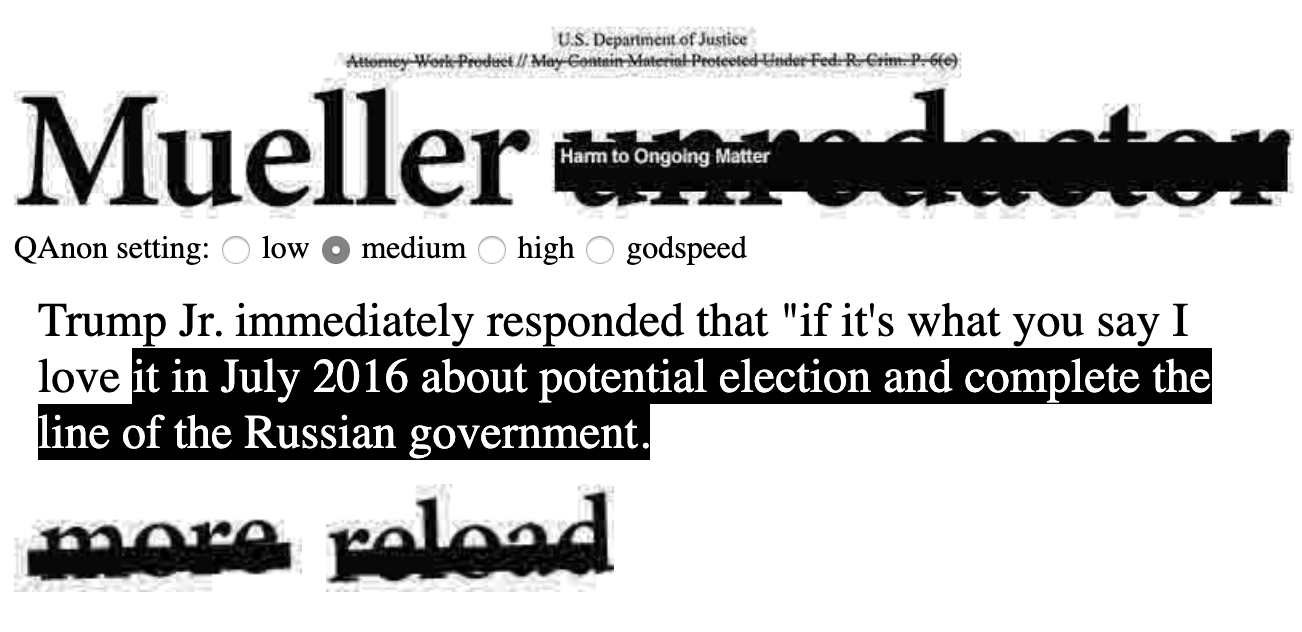 U.S. Department of Justice
Attorney Work Product // May Contain Material Protected Under Fed. R. Crim. P. 6(e)
Mueller unredactor
Harm to Ongoing Matter
QAnon setting: low medium high godspeed
Trump Jr. immediately responded that "if it's what you say I
love it in July 2016 about potential election and complete the
line of the Russian government.
more reload